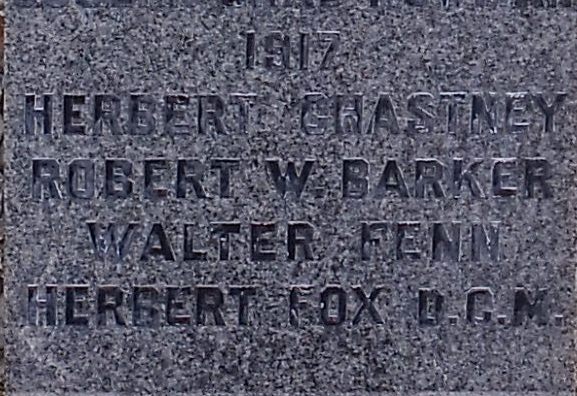 1917
HERBERT CHASTNEY
ROBERT W. BARKER
WALTER FENN
HERBERT FOX D.C.M.